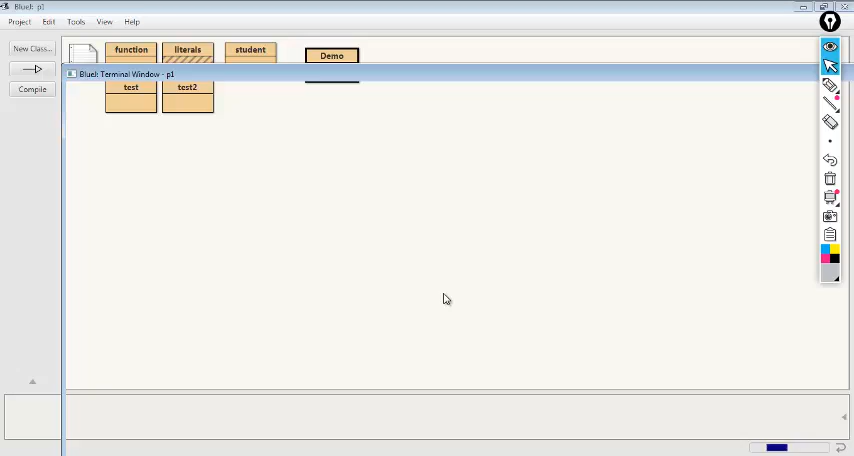 BlueJ: p1
Project Edit Tools View Help
New Class...
function literals student
Demo
BlueJ: Terminal Window - p1
test test2
Compile